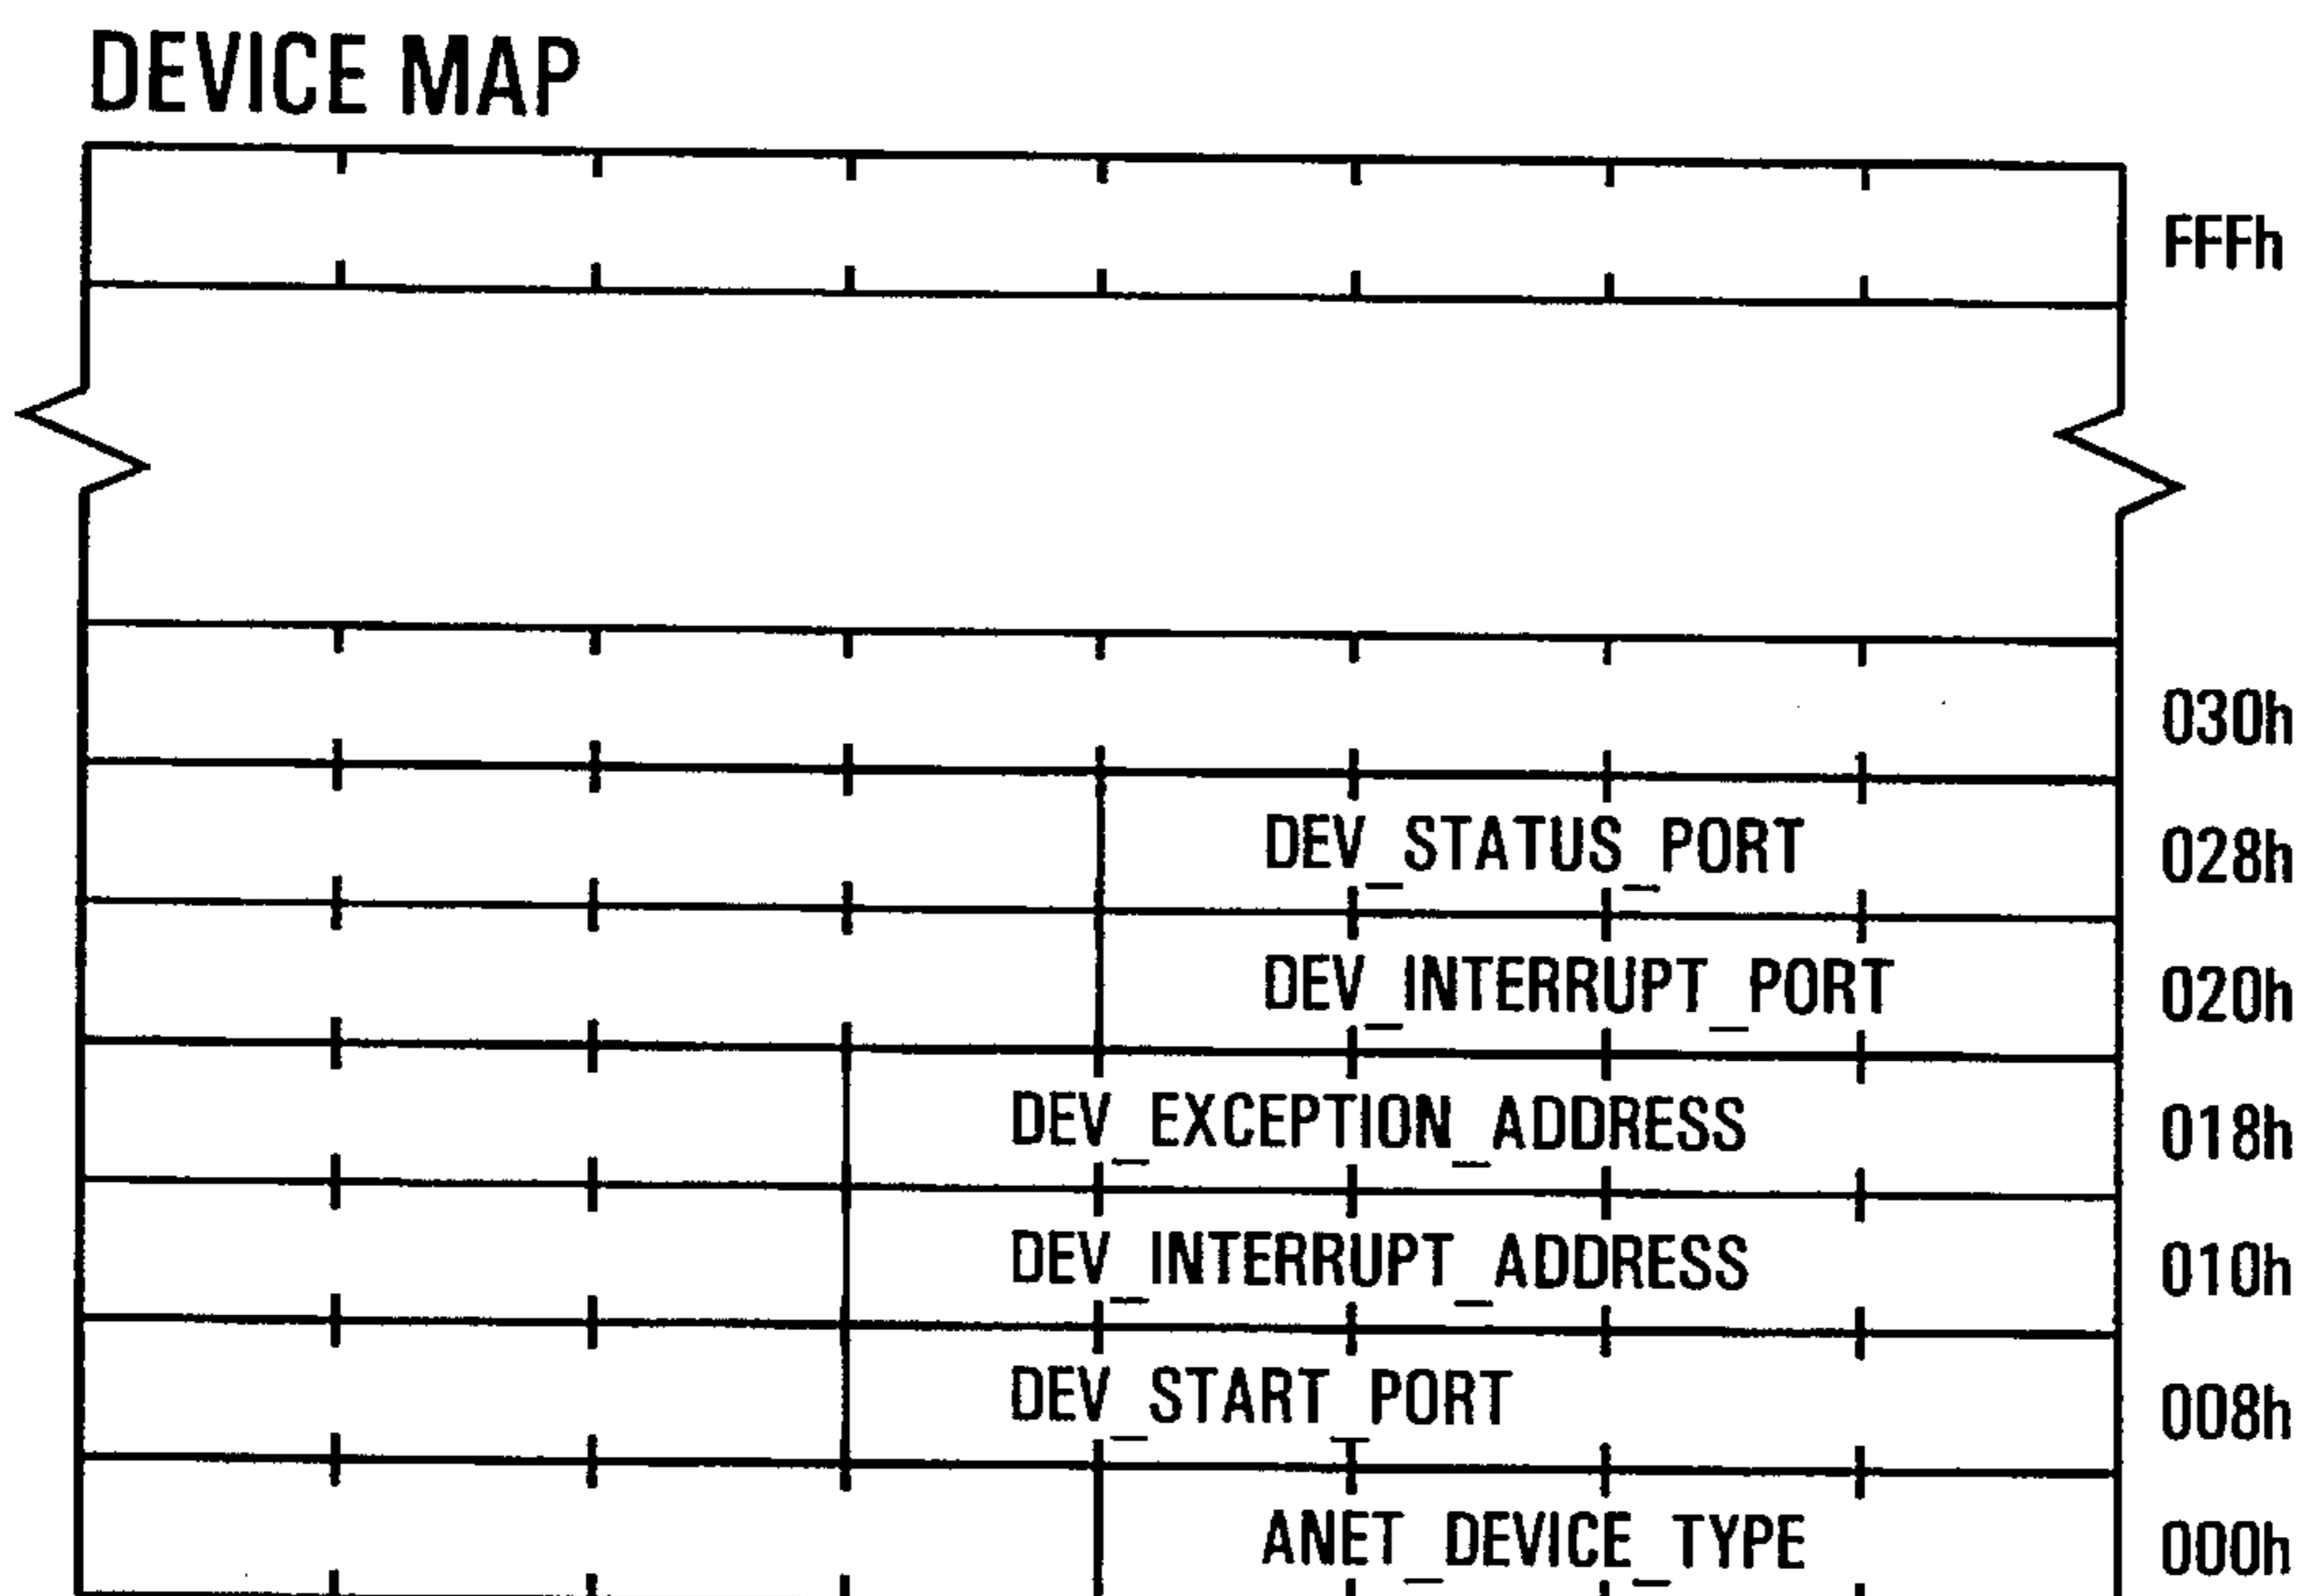 DEVICE MAP
FFFh
030h
DEV_STATUS_PORT 028h
DEV_INTERRUPT_PORT 020h
DEV_EXCEPTION_ADDRESS 018h
DEV_INTERRUPT_ADDRESS 010h
DEV_START_PORT 008h
ANET_DEVICE_TYPE 000h